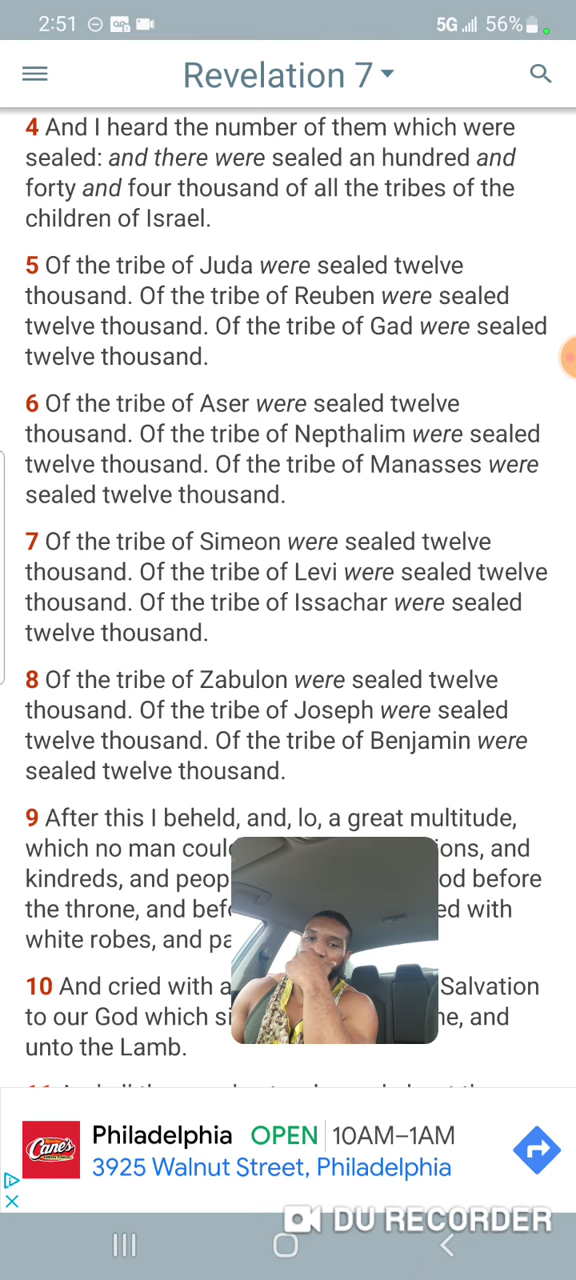 2:51
5G 56%
Revelation 7
4 And I heard the number of them which were
sealed: and there were sealed an hundred and
forty and four thousand of all the tribes of the
children of Israel.
5 Of the tribe of Juda were sealed twelve
thousand. Of the tribe of Reuben were sealed
twelve thousand. Of the tribe of Gad were sealed
twelve thousand.
6 Of the tribe of Aser were sealed twelve
thousand. Of the tribe of Nepthalim were sealed
twelve thousand. Of the tribe of Manasses were
sealed twelve thousand.
7 Of the tribe of Simeon were sealed twelve
thousand. Of the tribe of Levi were sealed twelve
thousand. Of the tribe of Issachar were sealed
twelve thousand.
8 Of the tribe of Zabulon were sealed twelve
thousand. Of the tribe of Joseph were sealed
twelve thousand. Of the tribe of Benjamin were
sealed twelve thousand.
9 After this I beheld, and, lo, a great multitude,
which no man and
kindreds, and before
the throne, and with
white robes, and
10 And cried with Salvation
to our God which and
unto the Lamb.
Cane's
Philadelphia OPEN 10AM–1AM
3925 Walnut Street, Philadelphia
DU RECORDER